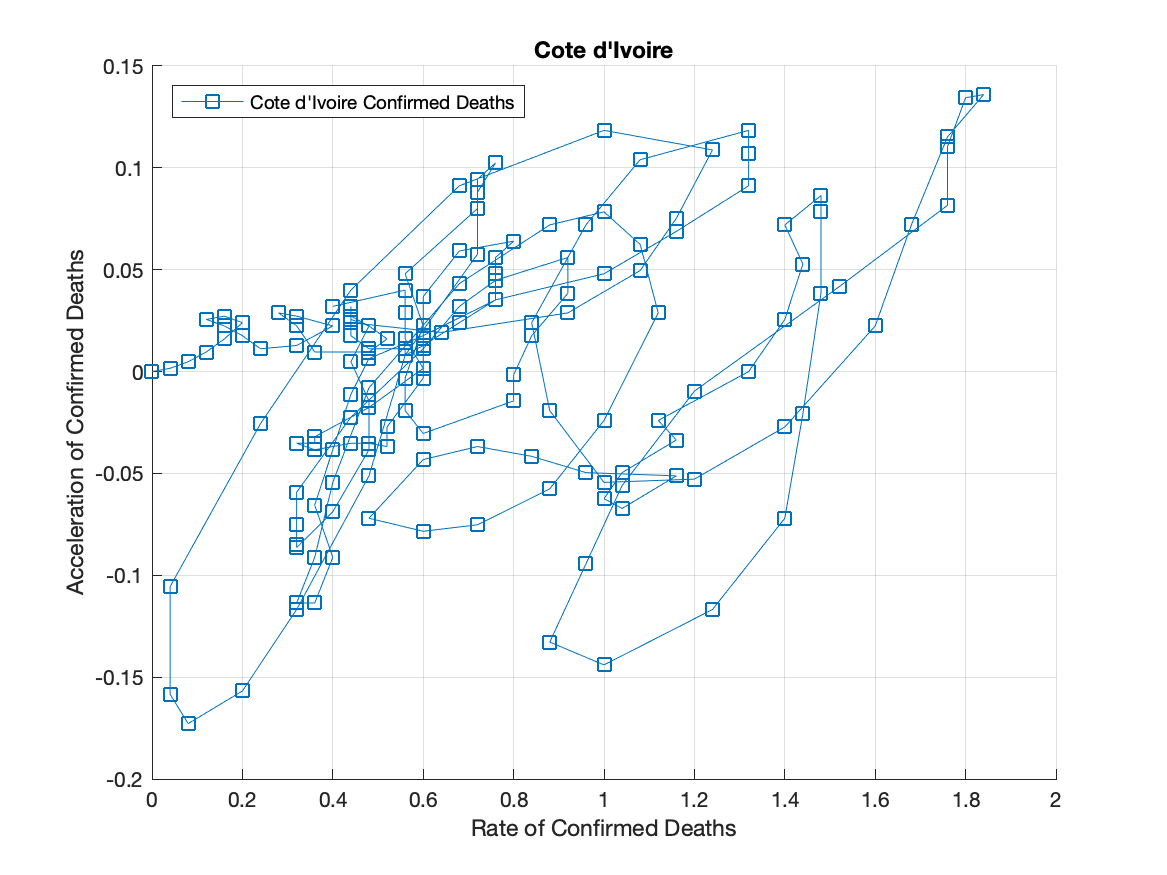 Cote d'Ivoire
0.15
Cote d'Ivoire Confirmed Deaths
0.1
0.05
0
-0.05
-0.1
-0.15
-0.2
Acceleration of Confirmed Deaths
0 0.2 0.4 0.6 0.8 1 1.2 1.4 1.6 1.8 2
Rate of Confirmed Deaths